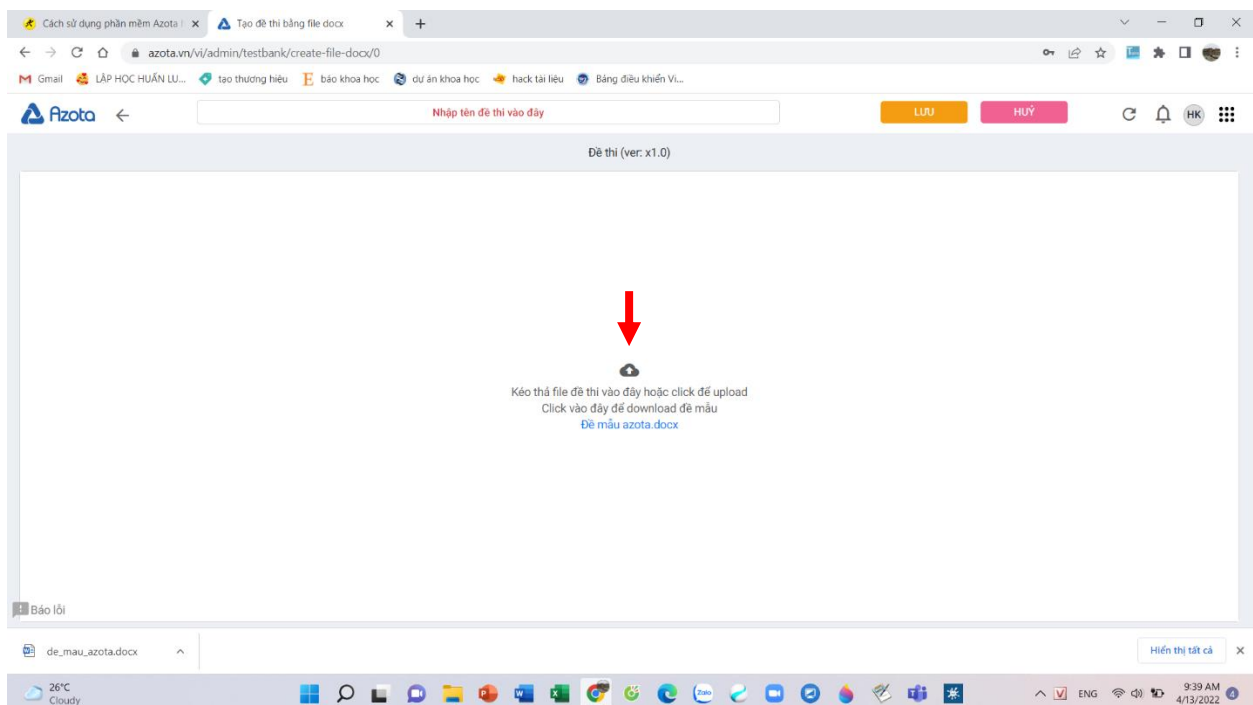 Cách sử dụng phần mềm Azota
Tạo đề thi bằng file docx
azota.vn/vi/admin/testbank/create-file-docx/0
Gmail
LẬP HỌC HUẤN LU...
tạo thương hiệu
báo khoa học
dự án khoa học
hack tài liệu
Bảng điều khiển Vi...
Azota
Nhập tên đề thi vào đây
LƯU
HUỶ
HK
Đề thi (ver: x1.0)
Kéo thả file đề thi vào đây hoặc click để upload
Click vào đây để download đề mẫu
Đề mẫu azota.docx
Báo lỗi
de_mau_azota.docx
Hiển thị tất cả
26°C
Cloudy
Zalo
ENG
9:39 AM
4/13/2022
4